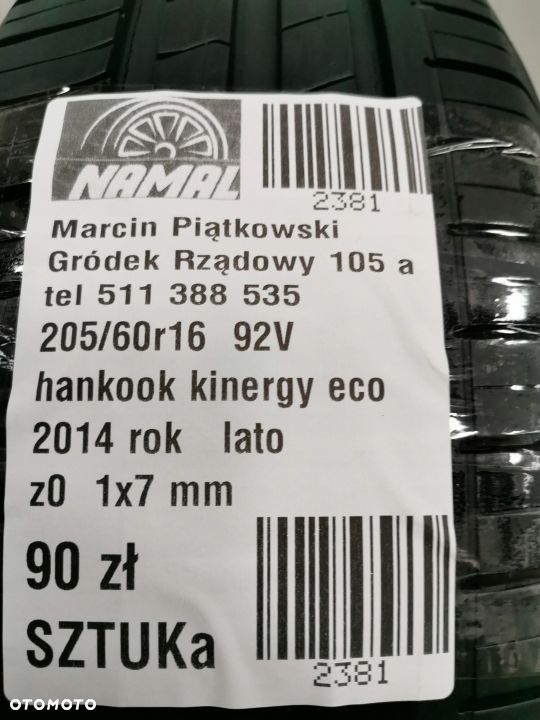 NAMAL
2381
Marcin Piątkowski
Gródek Rządowy 105 a
tel 511 388 535
205/60r16 92V
hankook kinergy eco
2014 rok lato
z0 1x7 mm
90 zł
SZTUKa
2381
OTOMOTO